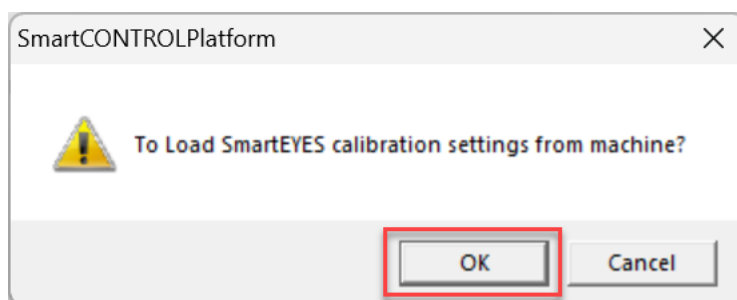 SmartCONTROLPlatform
To Load SmartEYES calibration settings from machine?
OK
Cancel